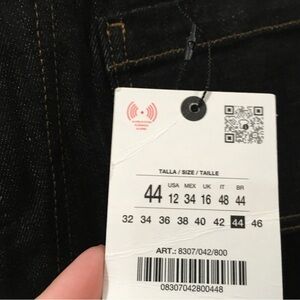 TALLA / SIZE / TAILLE
44 USA MEX UK IT BR
12 34 16 48 44
32 34 36 38 40 42 44 46
ART.: 8307/042/800
08307042800448